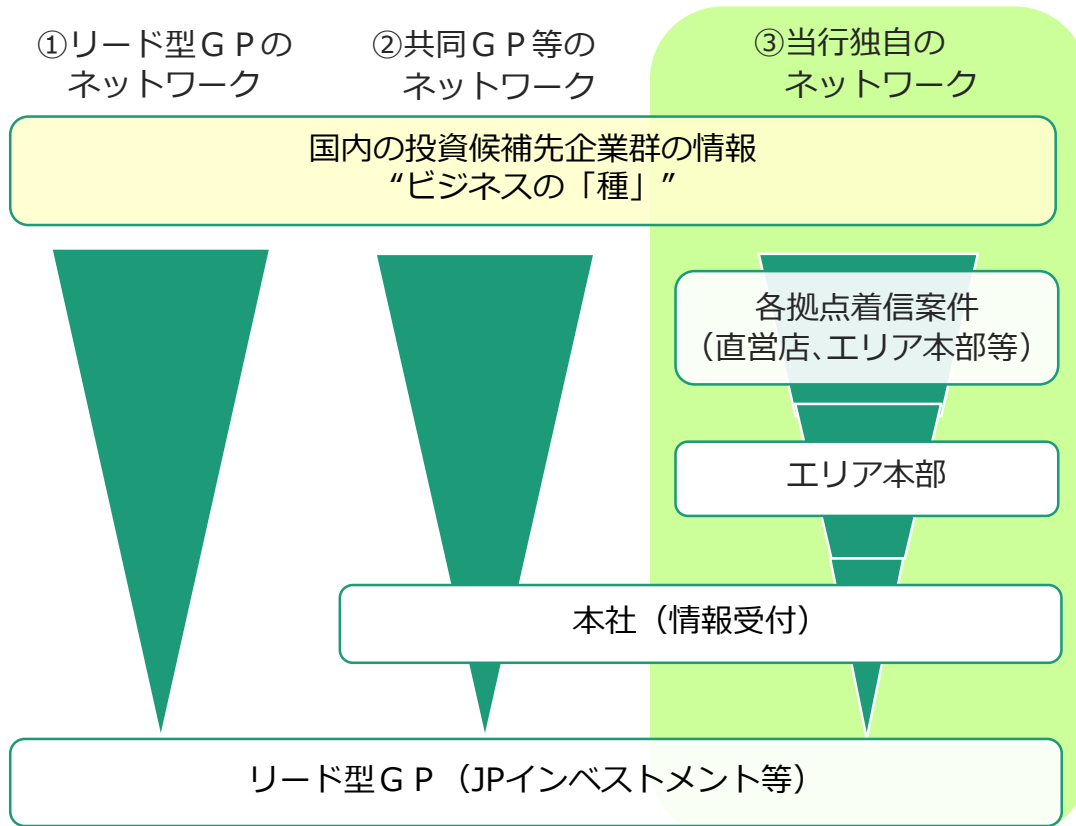 ①リード型ＧＰの
ネットワーク
②共同ＧＰ等の
ネットワーク
③当行独自の
ネットワーク
国内の投資候補先企業群の情報
“ビジネスの「種」”
各拠点着信案件
（直営店、エリア本部等）
エリア本部
本社（情報受付）
リード型ＧＰ（JPインベストメント等）